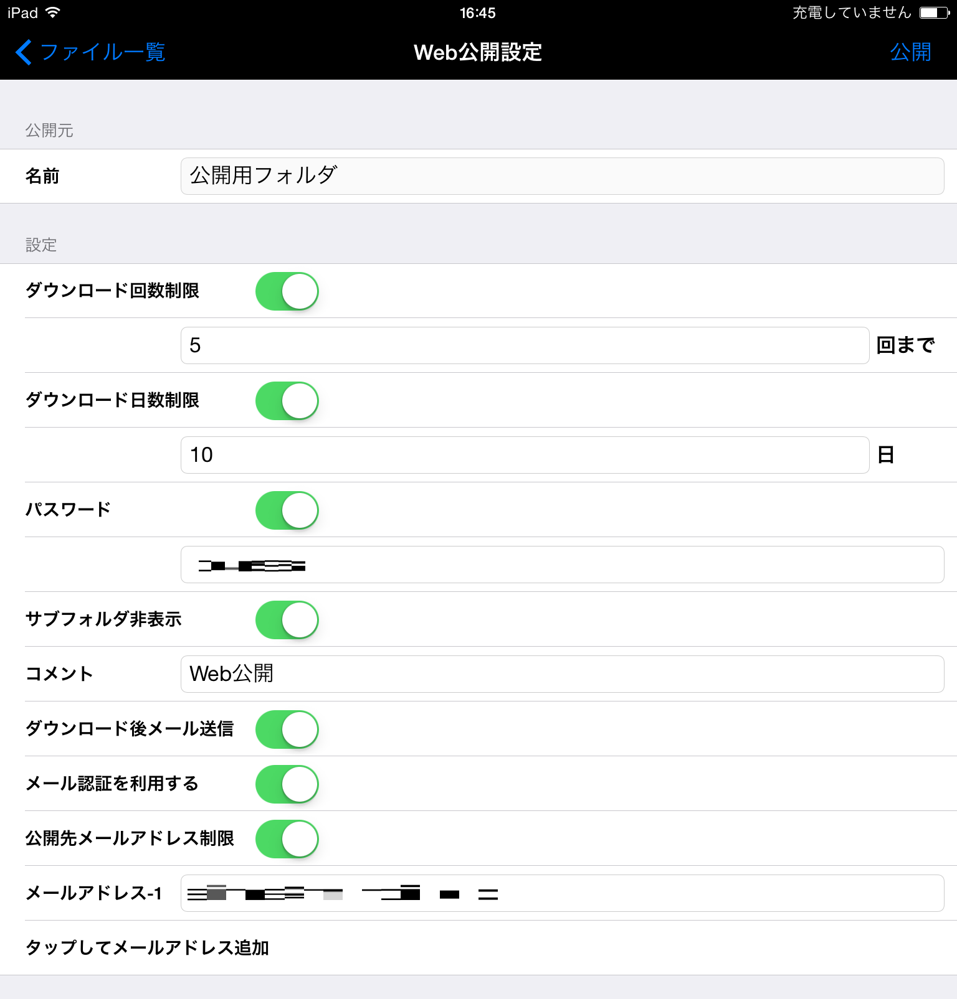 iPad 16:45 充電していません
ファイル一覧 Web公開設定 公開
公開元
名前 公開用フォルダ
設定
ダウンロード回数制限
5 回まで
ダウンロード日数制限
10 日
パスワード
サブフォルダ非表示
コメント Web公開
ダウンロード後メール送信
メール認証を利用する
公開先メールアドレス制限
メールアドレス-1
タップしてメールアドレス追加